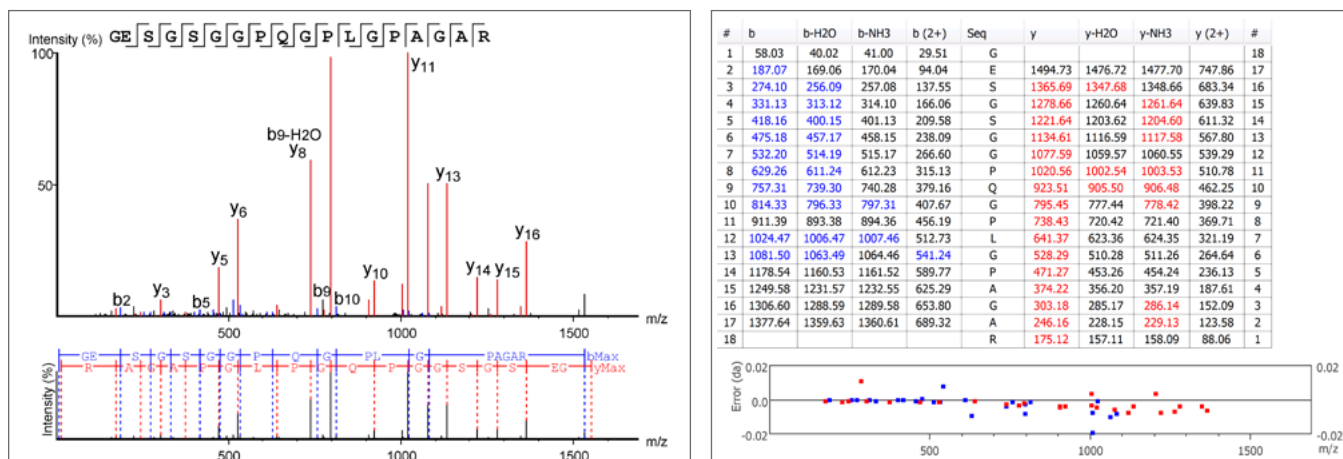 Intensity (%) GESGSGGPQGPLGPAGAR
100
y11
b9-H2O
y8
y13
50
y6
y16
y5
y10
y14 y15
b2 y3 b5 b9 b10
500 1000 1500 m/z
GE S G S G G P Q G PL G PAGAR bMax
R A G A P G L P G Q P G G S G S EG yMax
Intensity (%)
500 1000 1500 m/z
# b b-H2O b-NH3 b (2+) Seq y y-H2O y-NH3 y (2+) #
1 58.03 40.02 41.00 29.51 G 18
2 187.07 169.06 170.04 94.04 E 1494.73 1476.72 1477.70 747.86 17
3 274.10 256.09 257.08 137.55 S 1365.69 1347.68 1348.66 683.34 16
4 331.13 313.12 314.10 166.06 G 1278.66 1260.64 1261.64 639.83 15
5 418.16 400.15 401.13 209.58 S 1221.64 1203.62 1204.60 611.32 14
6 475.18 457.17 458.15 238.09 G 1134.61 1116.59 1117.58 567.80 13
7 532.20 514.19 515.17 266.60 G 1077.59 1059.57 1060.55 539.29 12
8 629.26 611.24 612.23 315.13 P 1020.56 1002.54 1003.53 510.78 11
9 757.31 739.30 740.28 379.16 Q 923.51 905.50 906.48 462.25 10
10 814.33 796.33 797.31 407.67 G 795.45 777.44 778.42 398.22 9
11 911.39 893.38 894.36 456.19 P 738.43 720.42 721.40 369.71 8
12 1024.47 1006.47 1007.46 512.73 L 641.37 623.36 624.35 321.19 7
13 1081.50 1063.49 1064.46 541.24 G 528.29 510.28 511.26 264.64 6
14 1178.54 1160.53 1161.52 589.77 P 471.27 453.26 454.24 236.13 5
15 1249.58 1231.57 1232.55 625.29 A 374.22 356.20 357.19 187.61 4
16 1306.60 1288.59 1289.58 653.80 G 303.18 285.17 286.14 152.09 3
17 1377.64 1359.63 1360.61 689.32 A 246.16 228.15 229.13 123.58 2
18 R 175.12 157.11 158.09 88.06 1
Error (da)
0.02 0.02
0.0 0.0
-0.02 -0.02
500 1000 1500 m/z